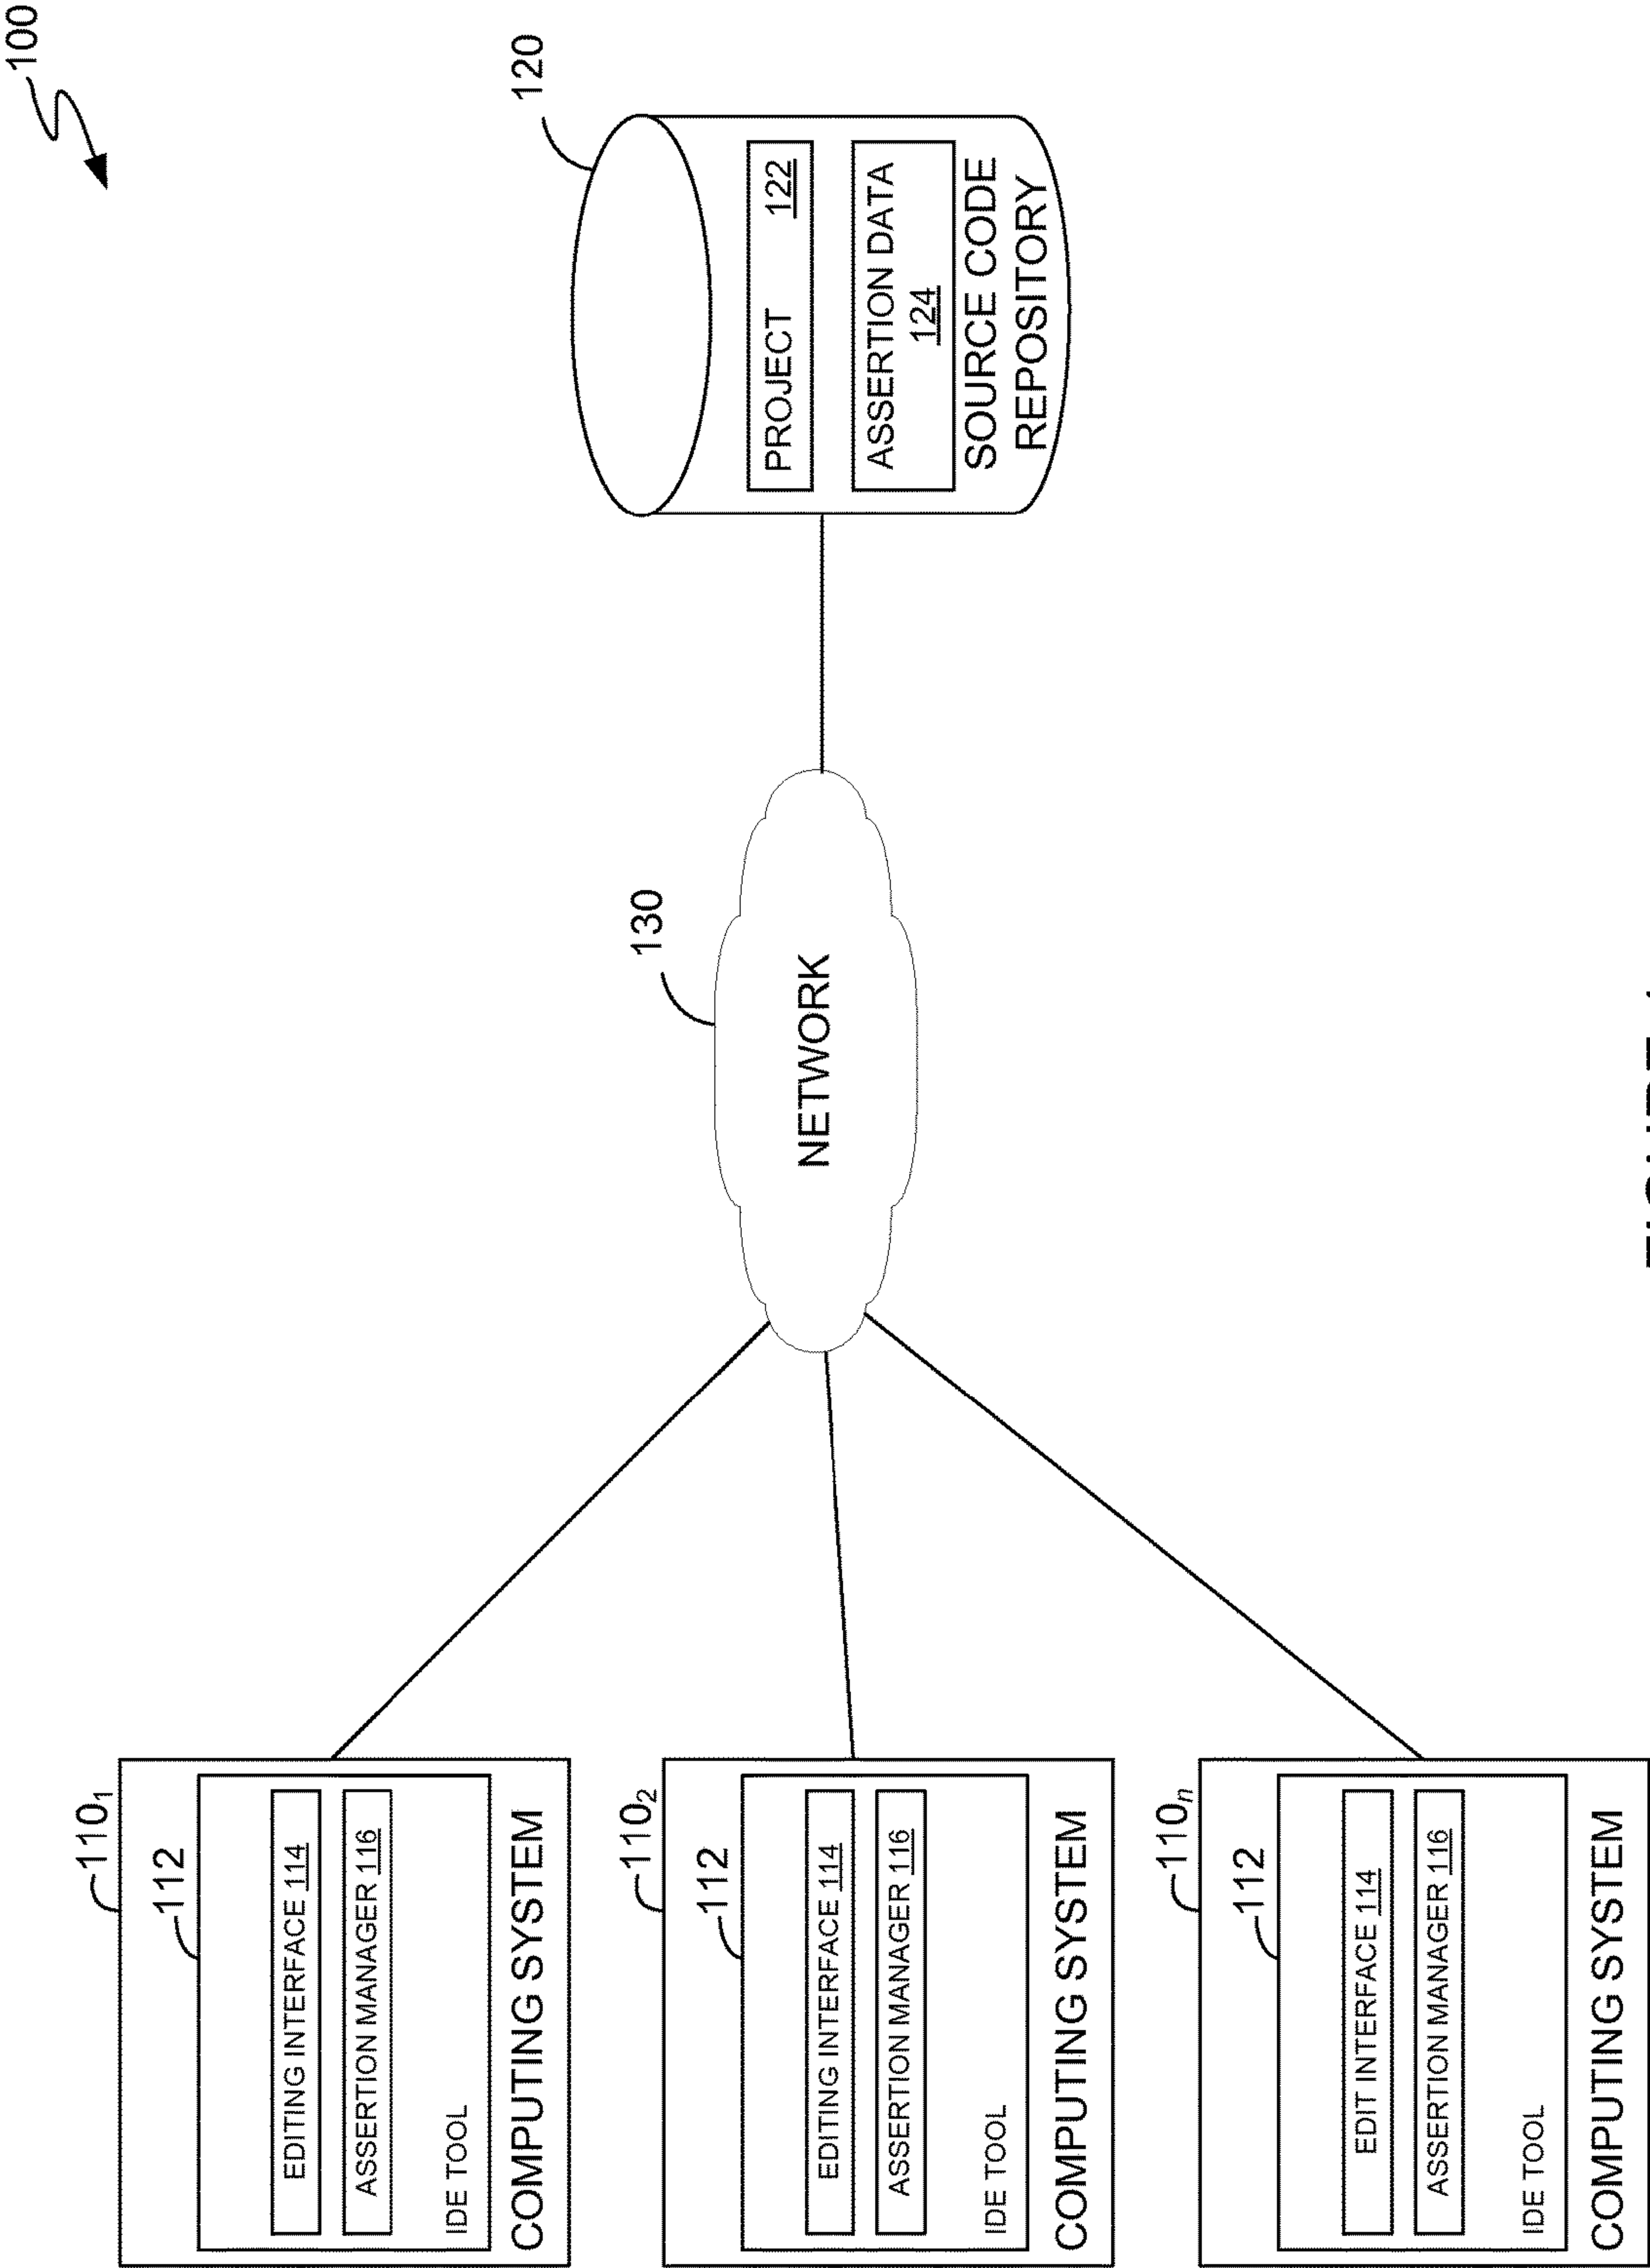 100
110₁
112
EDITING INTERFACE 114
ASSERTION MANAGER 116
IDE TOOL
COMPUTING SYSTEM
110₂
112
EDITING INTERFACE 114
ASSERTION MANAGER 116
IDE TOOL
COMPUTING SYSTEM
110ₙ
112
EDIT INTERFACE 114
ASSERTION MANAGER 116
IDE TOOL
COMPUTING SYSTEM
130
NETWORK
120
PROJECT 122
ASSERTION DATA
124
SOURCE CODE
REPOSITORY